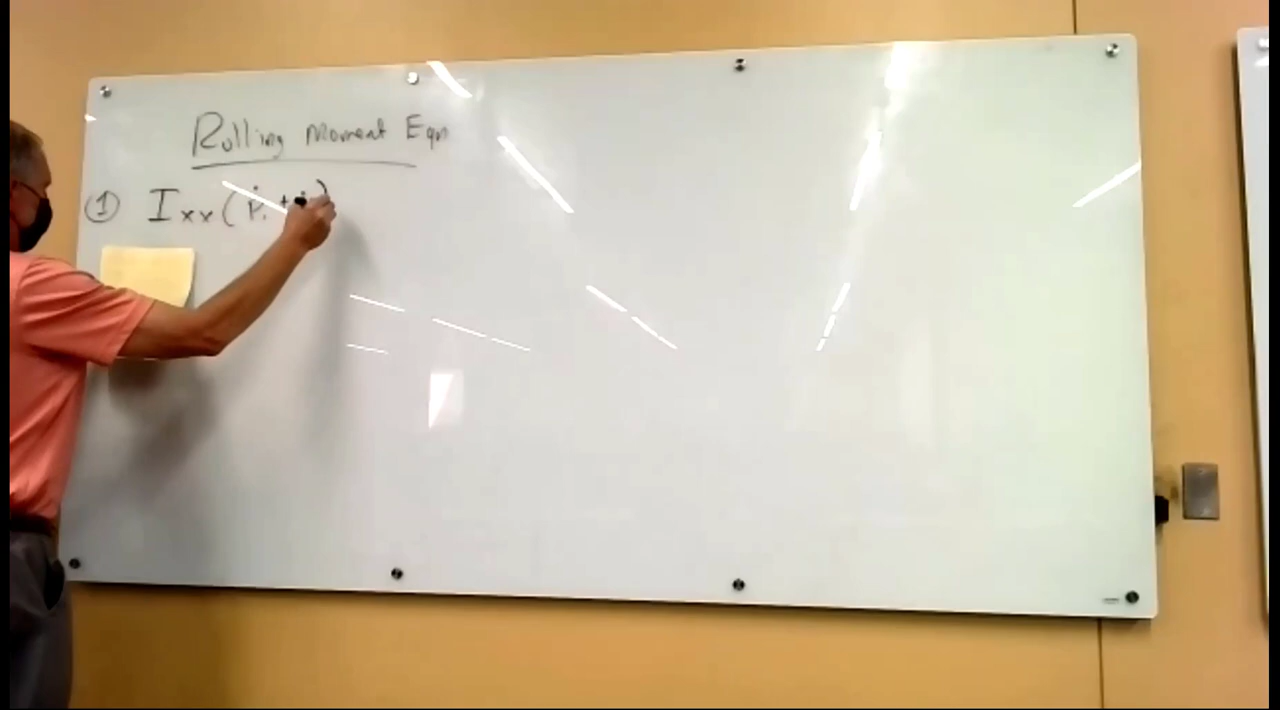 Rolling Moment Eqn
① Ixx(ṗ. +